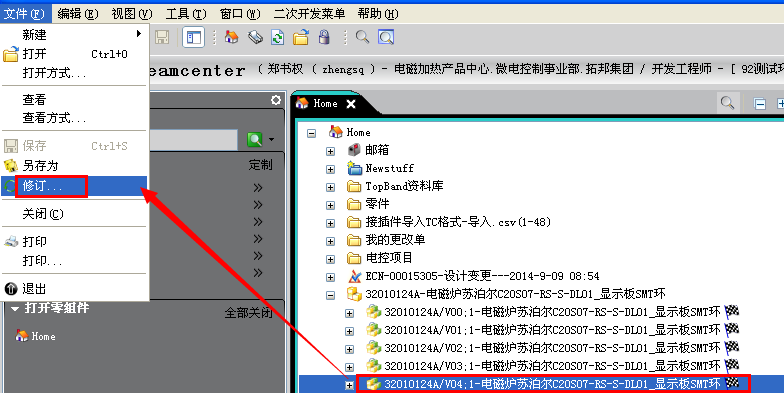 文件(F) 编辑(E) 视图(V) 工具(T) 窗口(W) 二次开发菜单 帮助(H)
新建
打开 Ctrl+O
打开方式...
查看
查看方式...
保存 Ctrl+S
另存为
修订...
关闭(C)
打印
打印...
退出
eamcenter ( 郑书权 ( zhengsq ) - 电磁加热产品中心.微电控制事业部.拓邦集团 / 开发工程师 - [ 92测试环
定制
打开零组件 全部关闭
Home
Home
Home
邮箱
Newstuff
TopBand资料库
零件
接插件导入TC格式-导入.csv(1-48)
我的更改单
电控项目
ECN-00015305-设计变更---2014-9-09 08:54
32010124A-电磁炉苏泊尔C20S07-RS-S-DL01_显示板SMT环
32010124A/V00;1-电磁炉苏泊尔C20S07-RS-S-DL01_显示板SMT环
32010124A/V01;1-电磁炉苏泊尔C20S07-RS-S-DL01_显示板SMT环
32010124A/V02;1-电磁炉苏泊尔C20S07-RS-S-DL01_显示板SMT环
32010124A/V03;1-电磁炉苏泊尔C20S07-RS-S-DL01_显示板SMT环
32010124A/V04;1-电磁炉苏泊尔C20S07-RS-S-DL01_显示板SMT环